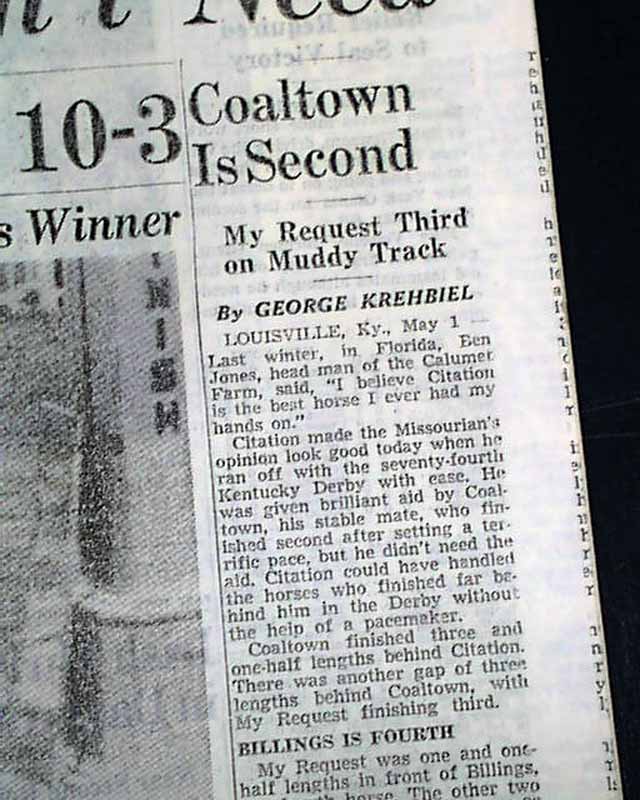 10-3
s Winner
Coaltown
Is Second
My Request Third
on Muddy Track
By GEORGE KREHBIEL
LOUISVILLE, Ky., May 1
Last winter, in Florida, Ben
Jones, head man of the Calumet
Farm, said, "I believe Citation
is the best horse I ever had my
hands on."
Citation made the Missourian's
opinion look good today when he
ran off with the seventy-fourth
Kentucky Derby with ease. He
was given brilliant aid by Coal-
town, his stable mate, who fin-
ished second after setting a ter-
rific pace, but he didn't need the
aid. Citation could have handled
the horses who finished far be-
hind him in the Derby without
the help of a pacemaker.
Coaltown finished three and
one-half lengths behind Citation.
There was another gap of three
lengths behind Coaltown, with
My Request finishing third.
BILLINGS IS FOURTH
My Request was one and one-
half lengths in front of Billings,
horse. The other two